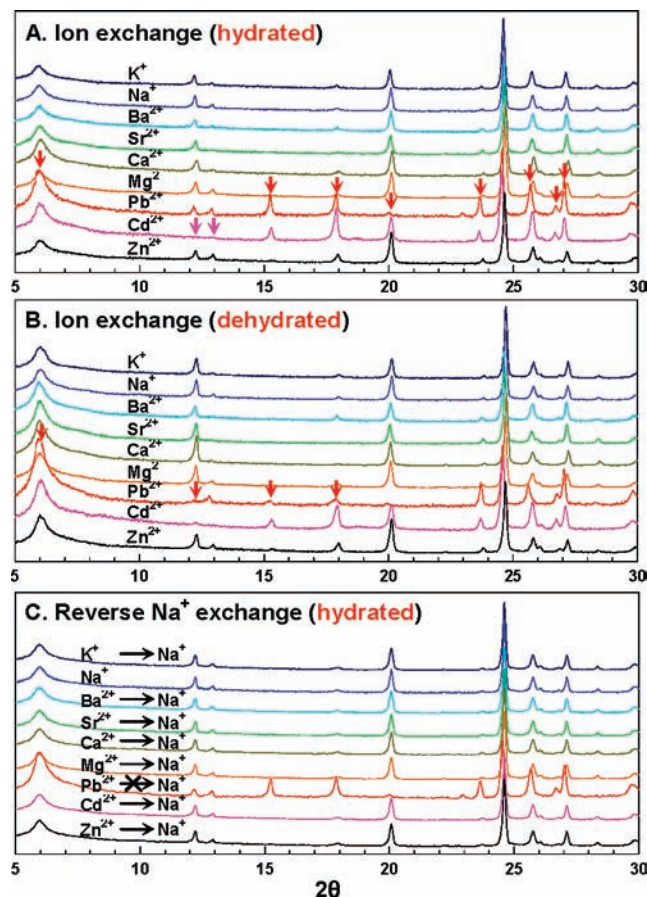 A. Ion exchange (hydrated)
K⁺
Na⁺
Ba²⁺
Sr²⁺
Ca²⁺
Mg²
Pb²⁺
Cd²⁺
Zn²⁺
5 10 15 20 25 30
B. Ion exchange (dehydrated)
K⁺
Na⁺
Ba²⁺
Sr²⁺
Ca²⁺
Mg²
Pb²⁺
Cd²⁺
Zn²⁺
5 10 15 20 25 30
C. Reverse Na⁺ exchange (hydrated)
K⁺ → Na⁺
Na⁺
Ba²⁺ → Na⁺
Sr²⁺ → Na⁺
Ca²⁺ → Na⁺
Mg²⁺ → Na⁺
Pb²⁺ → Na⁺
Cd²⁺ → Na⁺
Zn²⁺ → Na⁺
5 10 15 20 25 30
2θ